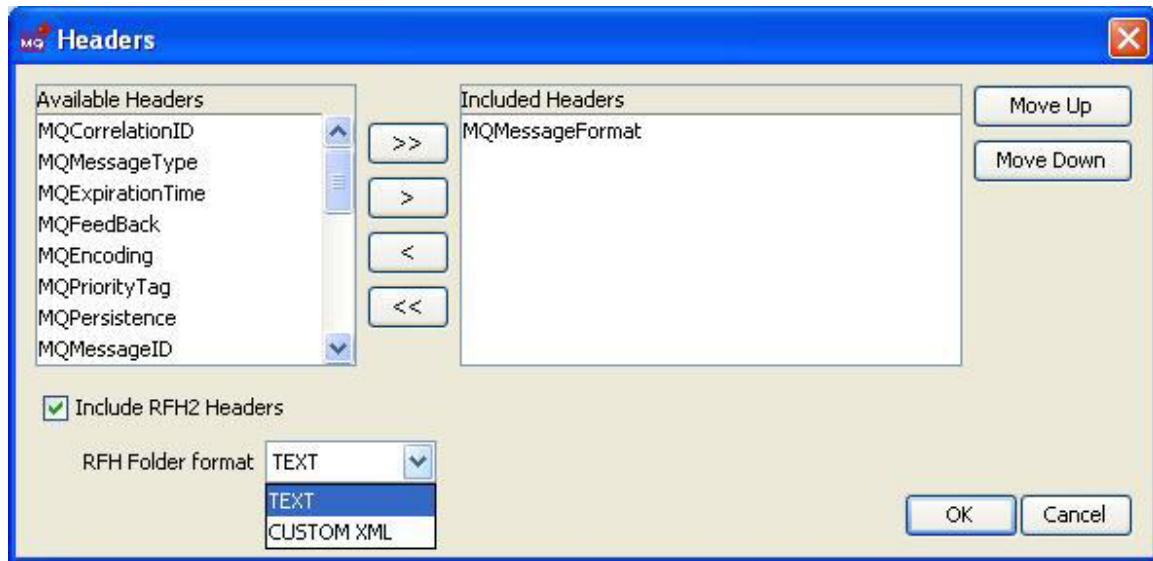 MQ Headers
Available Headers
MQCorrelationID
MQMessageType
MQExpirationTime
MQFeedBack
MQEncoding
MQPriorityTag
MQPersistence
MQMessageID
>>
>
<
<<
Included Headers
MQMessageFormat
Move Up
Move Down
Include RFH2 Headers
RFH Folder format TEXT
TEXT
CUSTOM XML
OK Cancel